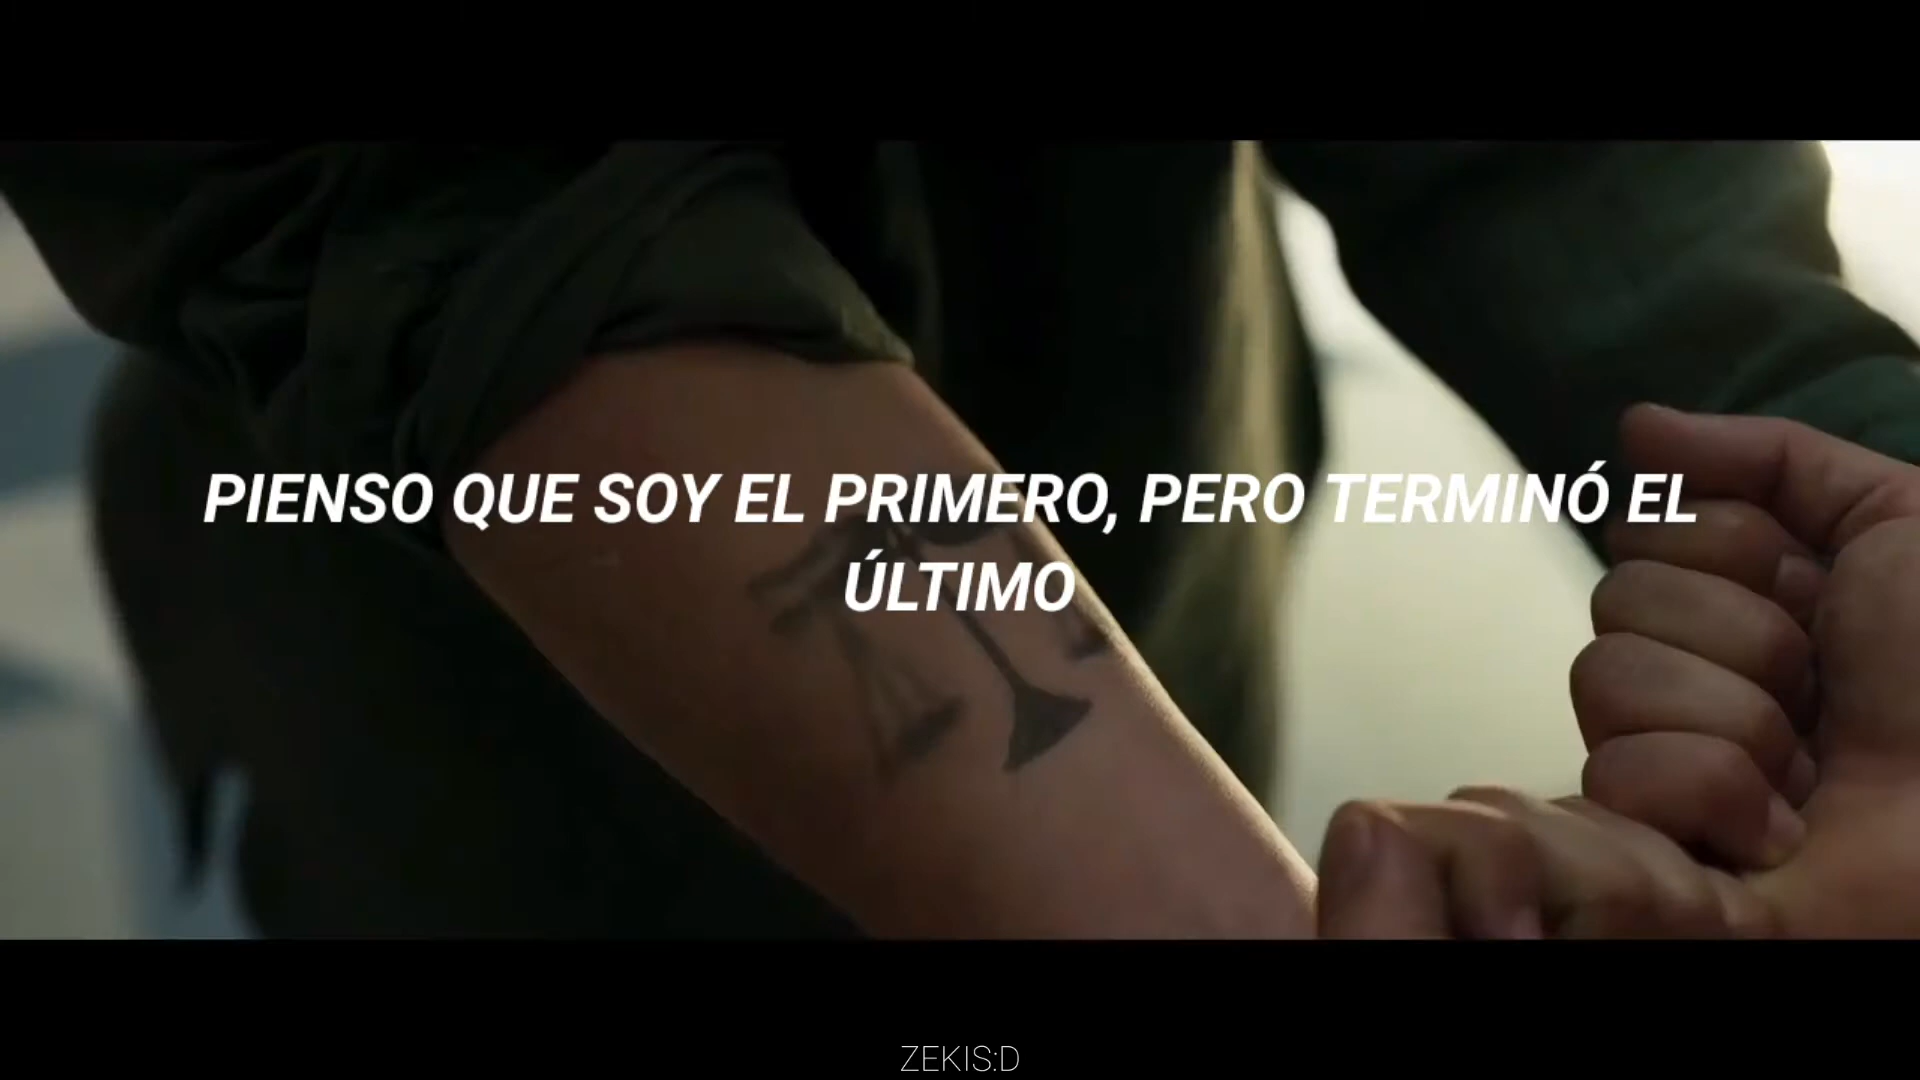 PIENSO QUE SOY EL PRIMERO, PERO TERMINÓ EL
ÚLTIMO
ZEKIS:D